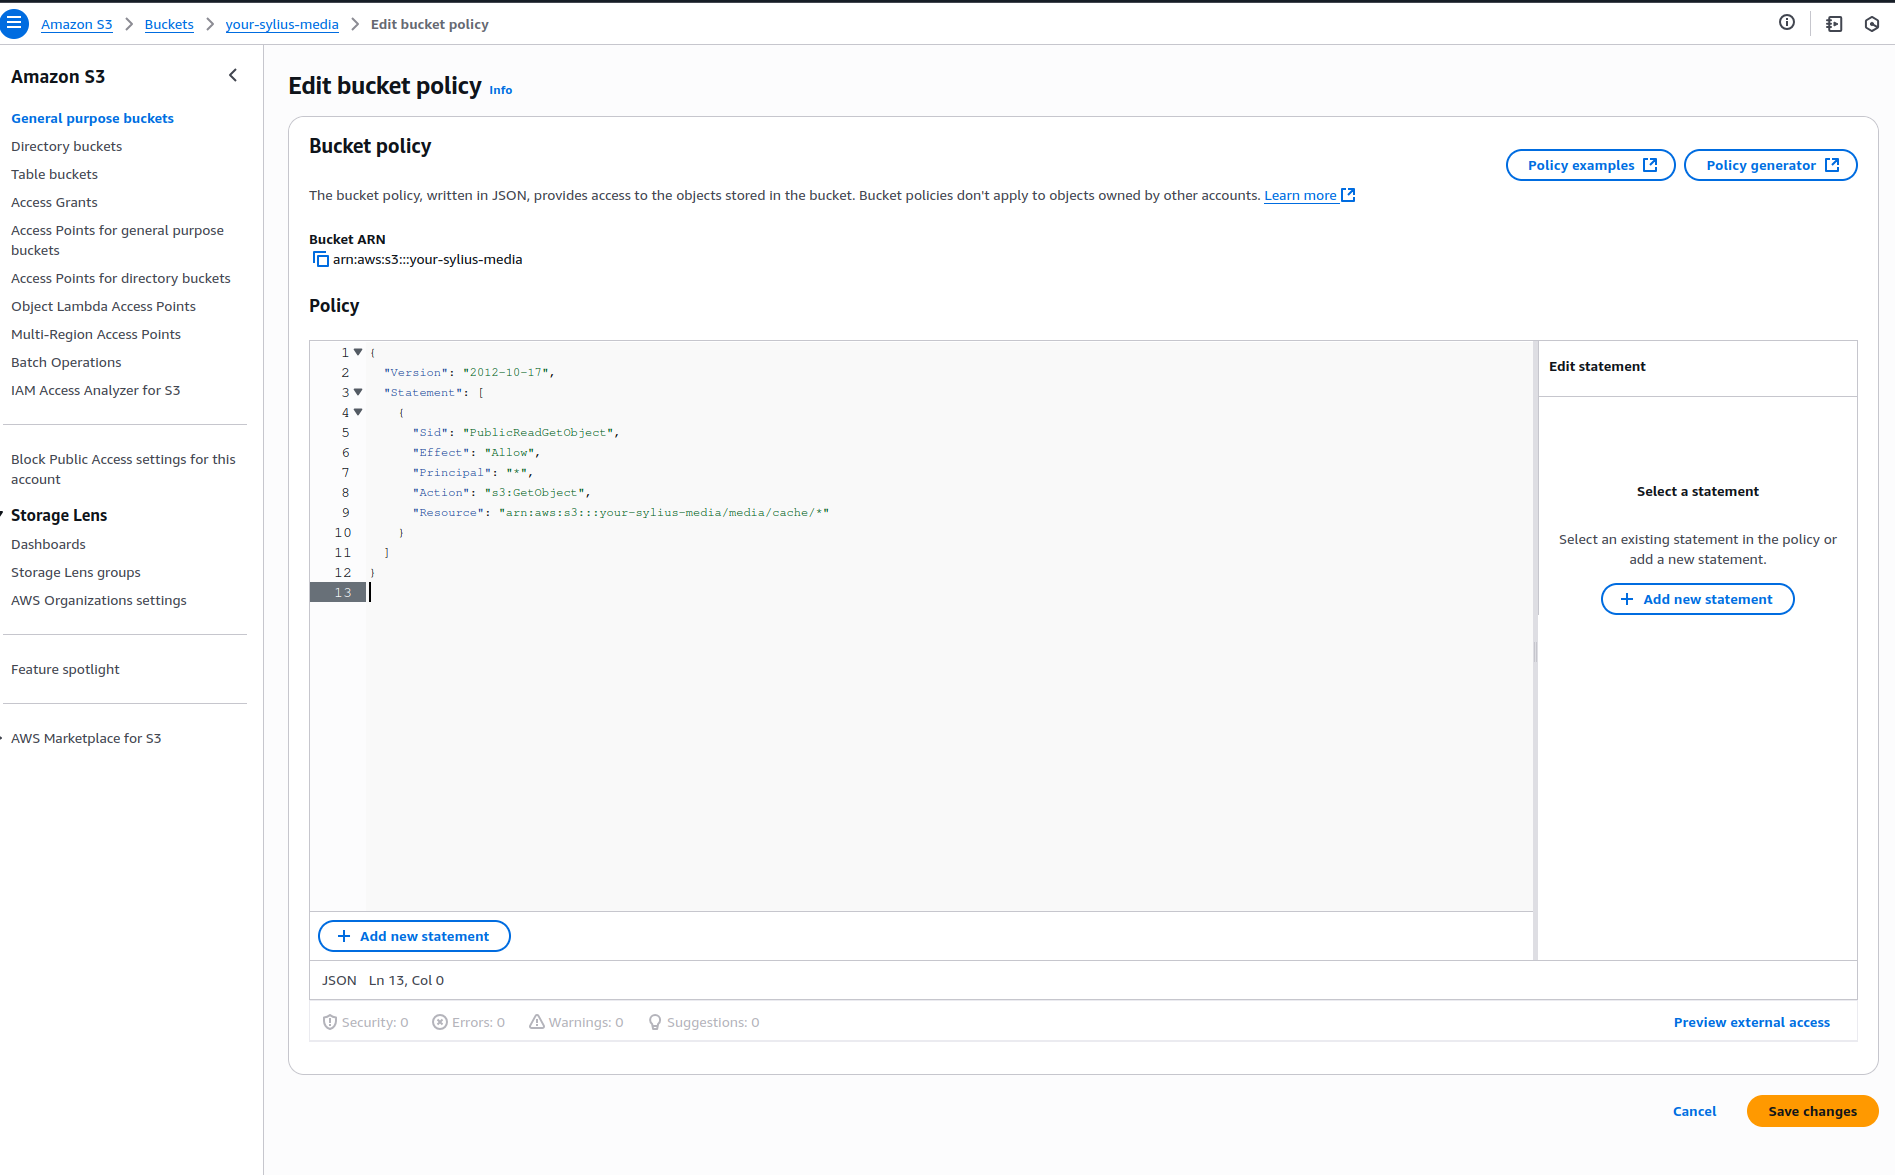 Amazon S3 > Buckets > your-sylius-media > Edit bucket policy
Amazon S3
General purpose buckets
Directory buckets
Table buckets
Access Grants
Access Points for general purpose
buckets
Access Points for directory buckets
Object Lambda Access Points
Multi-Region Access Points
Batch Operations
IAM Access Analyzer for S3
Block Public Access settings for this
account
Storage Lens
Dashboards
Storage Lens groups
AWS Organizations settings
Feature spotlight
AWS Marketplace for S3
Edit bucket policy Info
Bucket policy
Policy examples
Policy generator
The bucket policy, written in JSON, provides access to the objects stored in the bucket. Bucket policies don't apply to objects owned by other accounts. Learn more
Bucket ARN
arn:aws:s3:::your-sylius-media
Policy
1 {
2 "Version": "2012-10-17",
3 "Statement": [
4 {
5 "Sid": "PublicReadGetObject",
6 "Effect": "Allow",
7 "Principal": "*",
8 "Action": "s3:GetObject",
9 "Resource": "arn:aws:s3:::your-sylius-media/media/cache/*"
10 }
11 ]
12 }
13
Edit statement
Select a statement
Select an existing statement in the policy or
add a new statement.
+ Add new statement
+ Add new statement
JSON Ln 13, Col 0
Security: 0 Errors: 0 Warnings: 0 Suggestions: 0
Preview external access
Cancel
Save changes